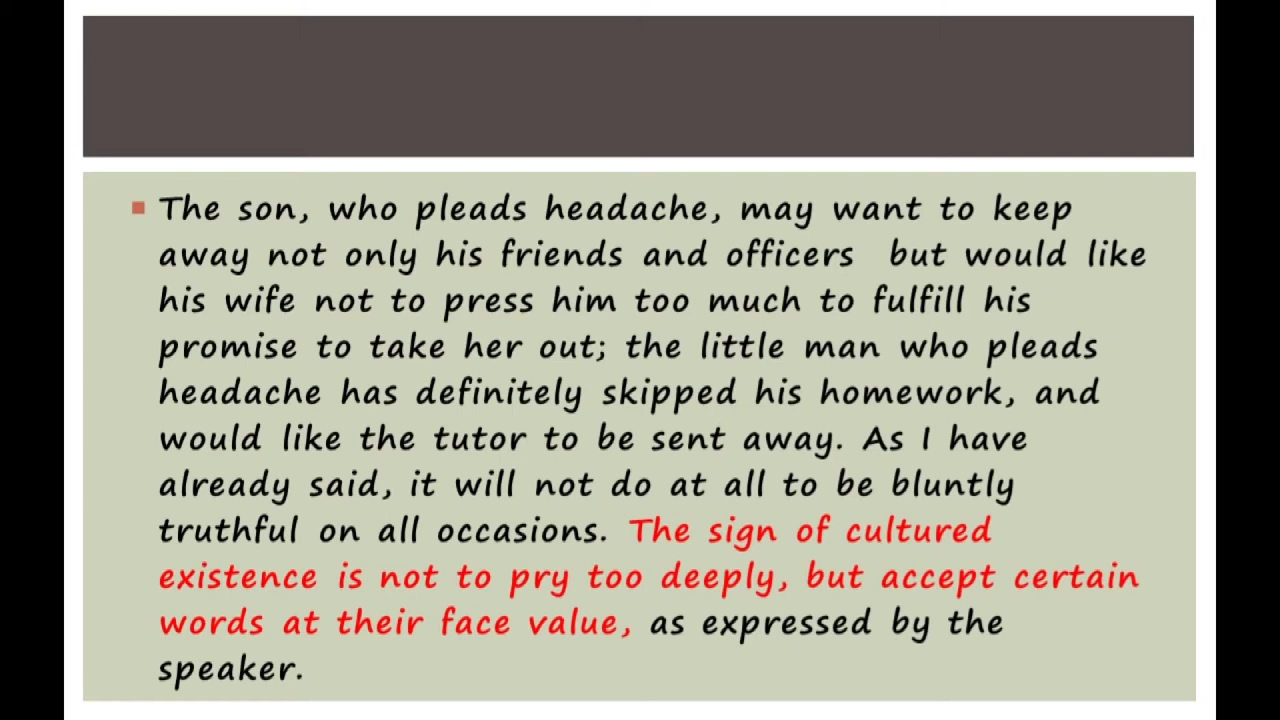 The son, who pleads headache, may want to keep
away not only his friends and officers but would like
his wife not to press him too much to fulfill his
promise to take her out; the little man who pleads
headache has definitely skipped his homework, and
would like the tutor to be sent away. As I have
already said, it will not do at all to be bluntly
truthful on all occasions. The sign of cultured
existence is not to pry too deeply, but accept certain
words at their face value, as expressed by the
speaker.